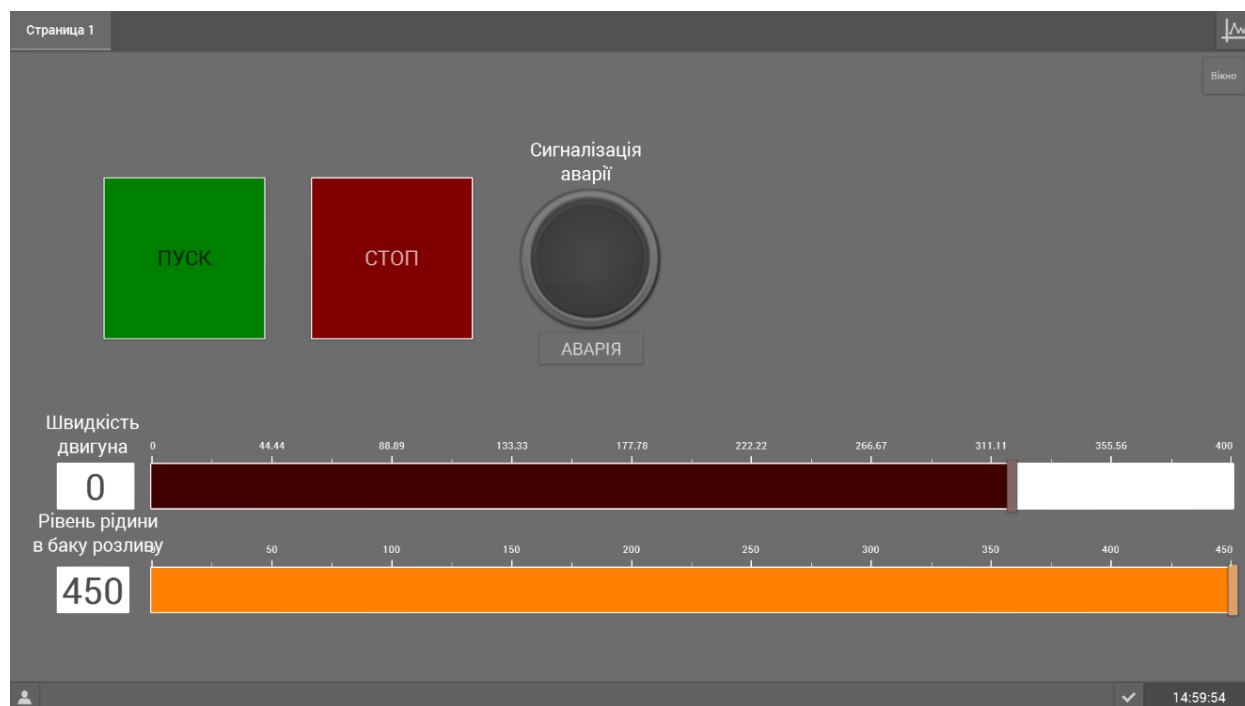 Страница 1
Вікно
Сигналізація
аварії
ПУСК
СТОП
АВАРІЯ
Швидкість
двигуна
0 44.44 88.89 133.33 177.78 222.22 266.67 311.11 355.56 400
0
Рівень рідини
в баку розливу
50 100 150 200 250 300 350 400 450
450
14:59:54